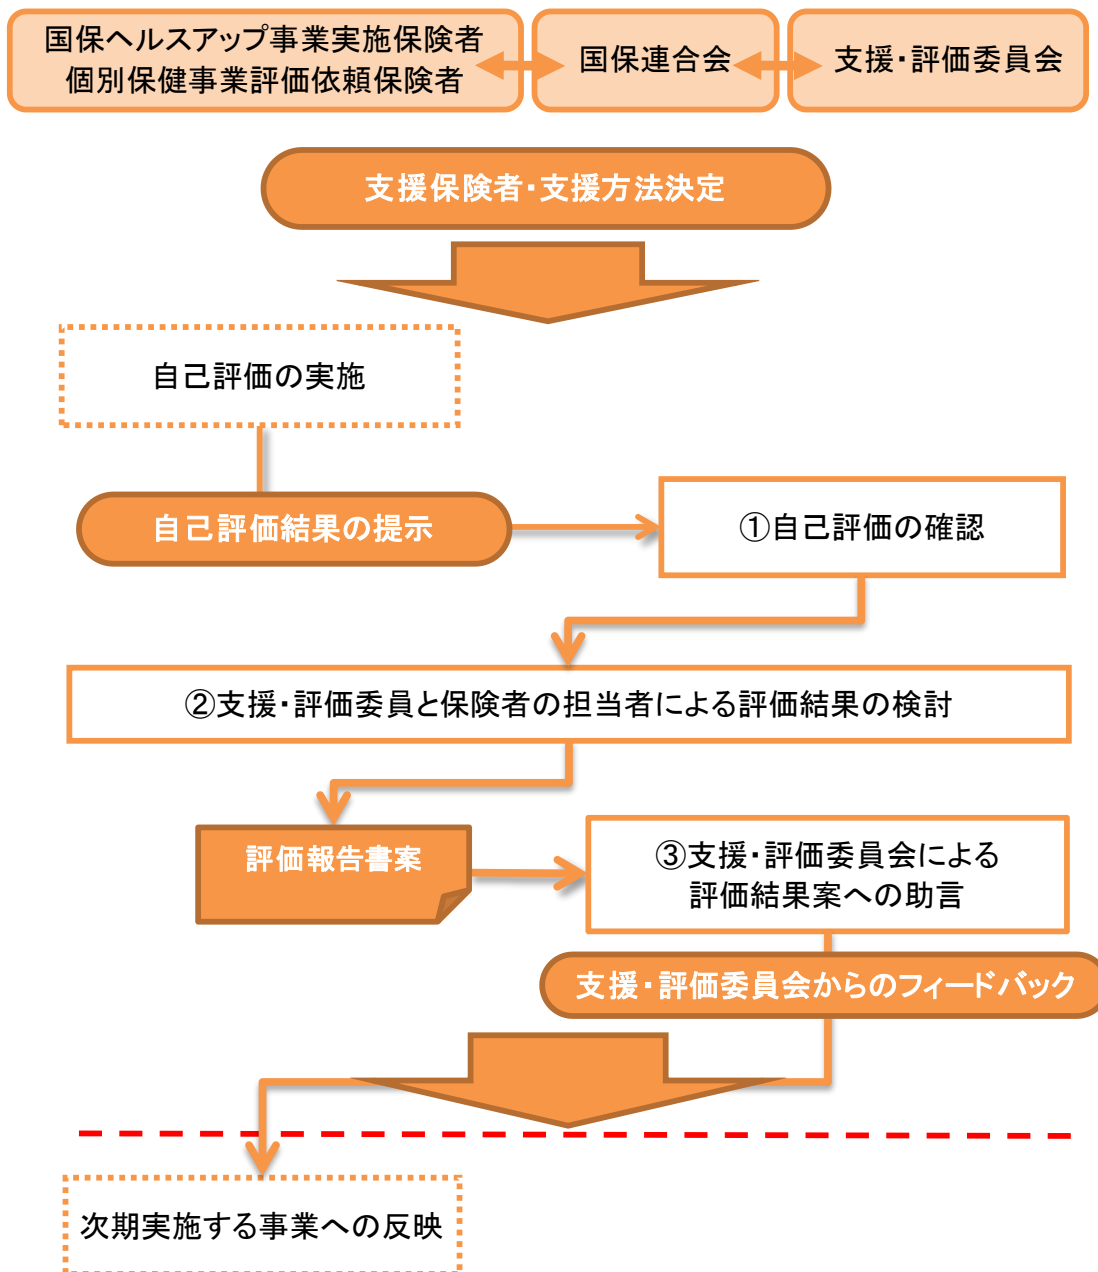 国保ヘルスアップ事業実施保険者
個別保健事業評価依頼保険者
国保連合会
支援・評価委員会
支援保険者・支援方法決定
自己評価の実施
自己評価結果の提示
①自己評価の確認
②支援・評価委員と保険者の担当者による評価結果の検討
評価報告書案
③支援・評価委員会による
評価結果案への助言
支援・評価委員会からのフィードバック
次期実施する事業への反映